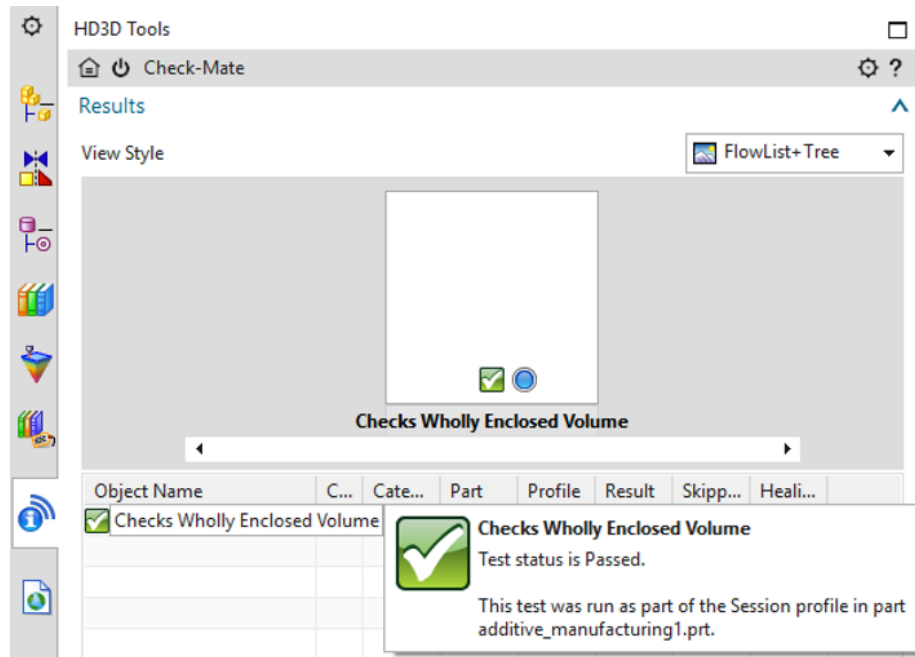 HD3D Tools
Check-Mate
?
Results
View Style
FlowList+Tree
Checks Wholly Enclosed Volume
Object Name C... Cate... Part Profile Result Skipp... Heali...
Checks Wholly Enclosed Volume
Checks Wholly Enclosed Volume
Test status is Passed.
This test was run as part of the Session profile in part
additive_manufacturing1.prt.